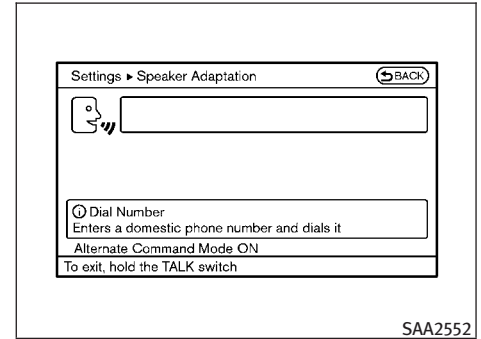 Settings ▸ Speaker Adaptation
BACK
Dial Number
Enters a domestic phone number and dials it
Alternate Command Mode ON
To exit, hold the TALK switch
SAA2552